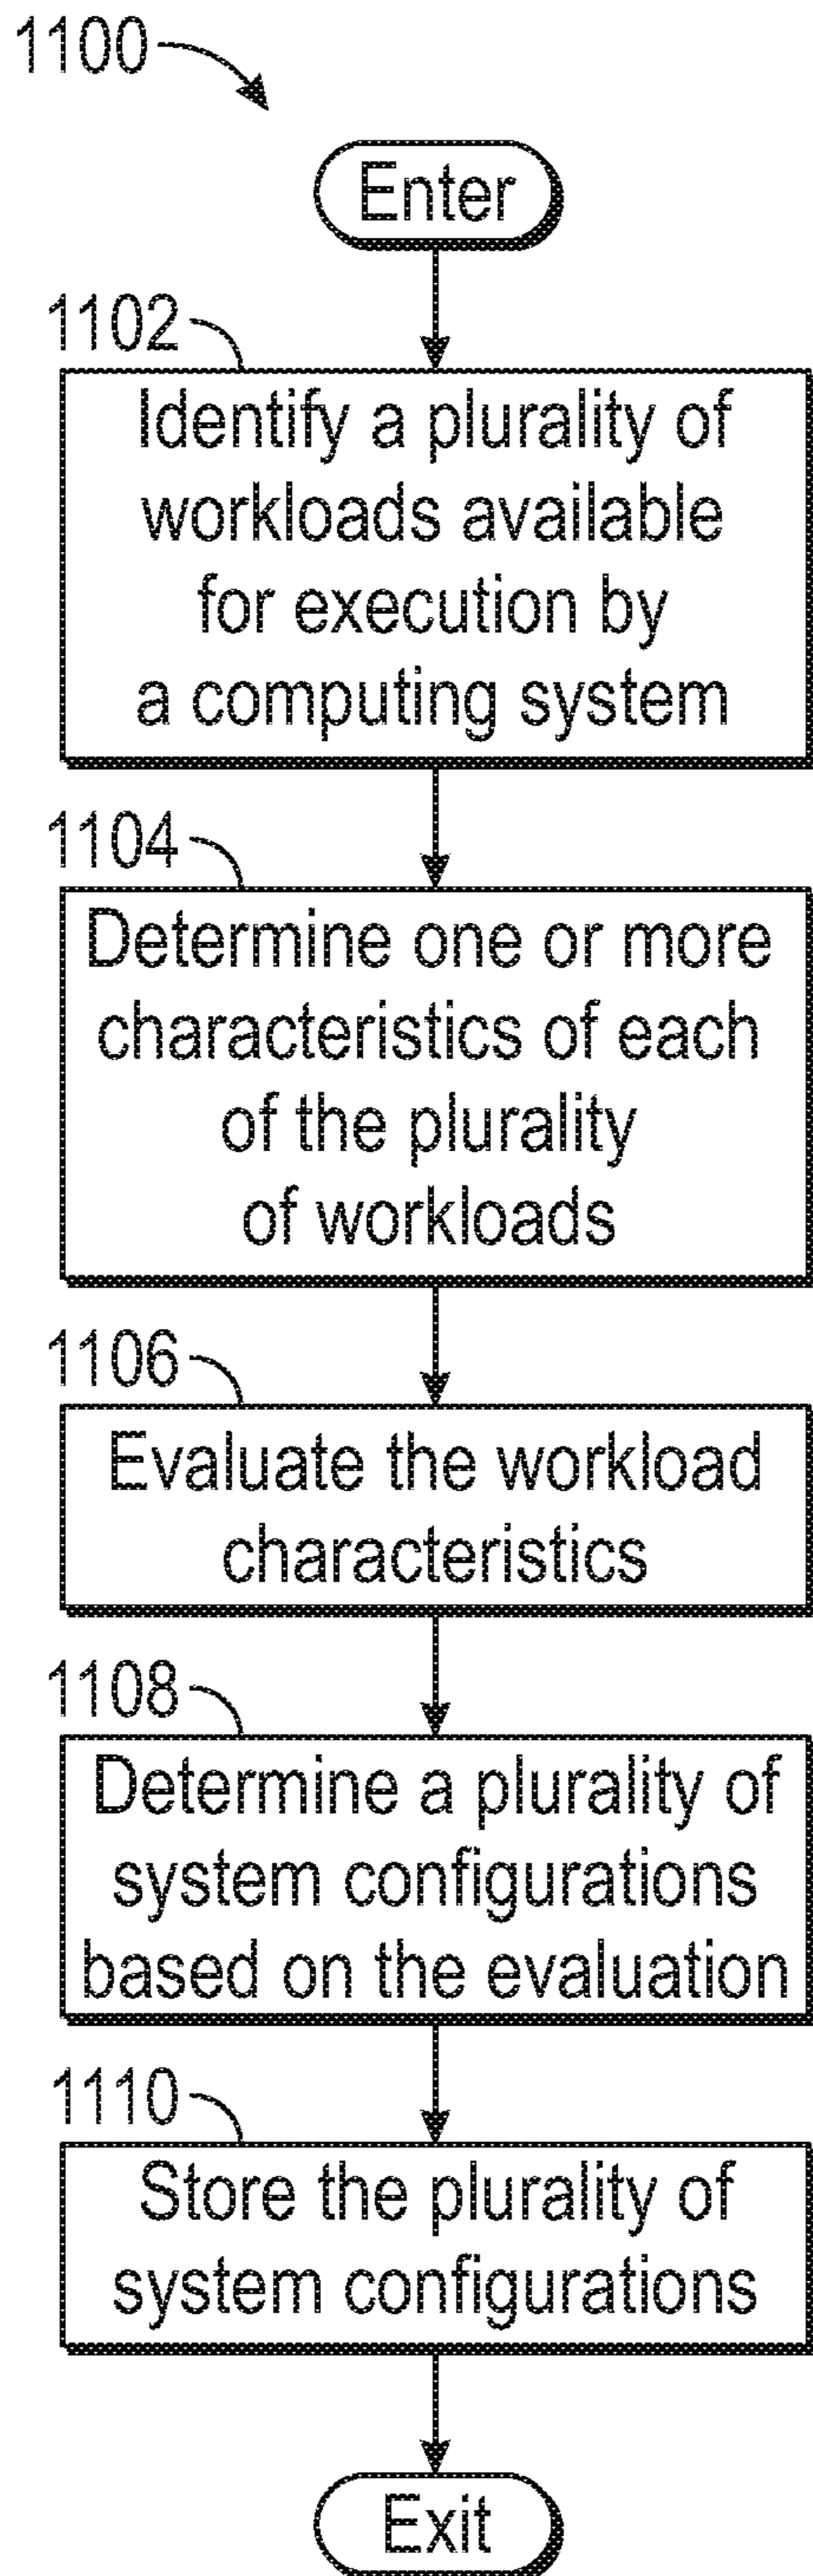 1100
Enter
1102
Identify a plurality of
workloads available
for execution by
a computing system
1104
Determine one or more
characteristics of each
of the plurality
of workloads
1106
Evaluate the workload
characteristics
1108
Determine a plurality of
system configurations
based on the evaluation
1110
Store the plurality of
system configurations
Exit